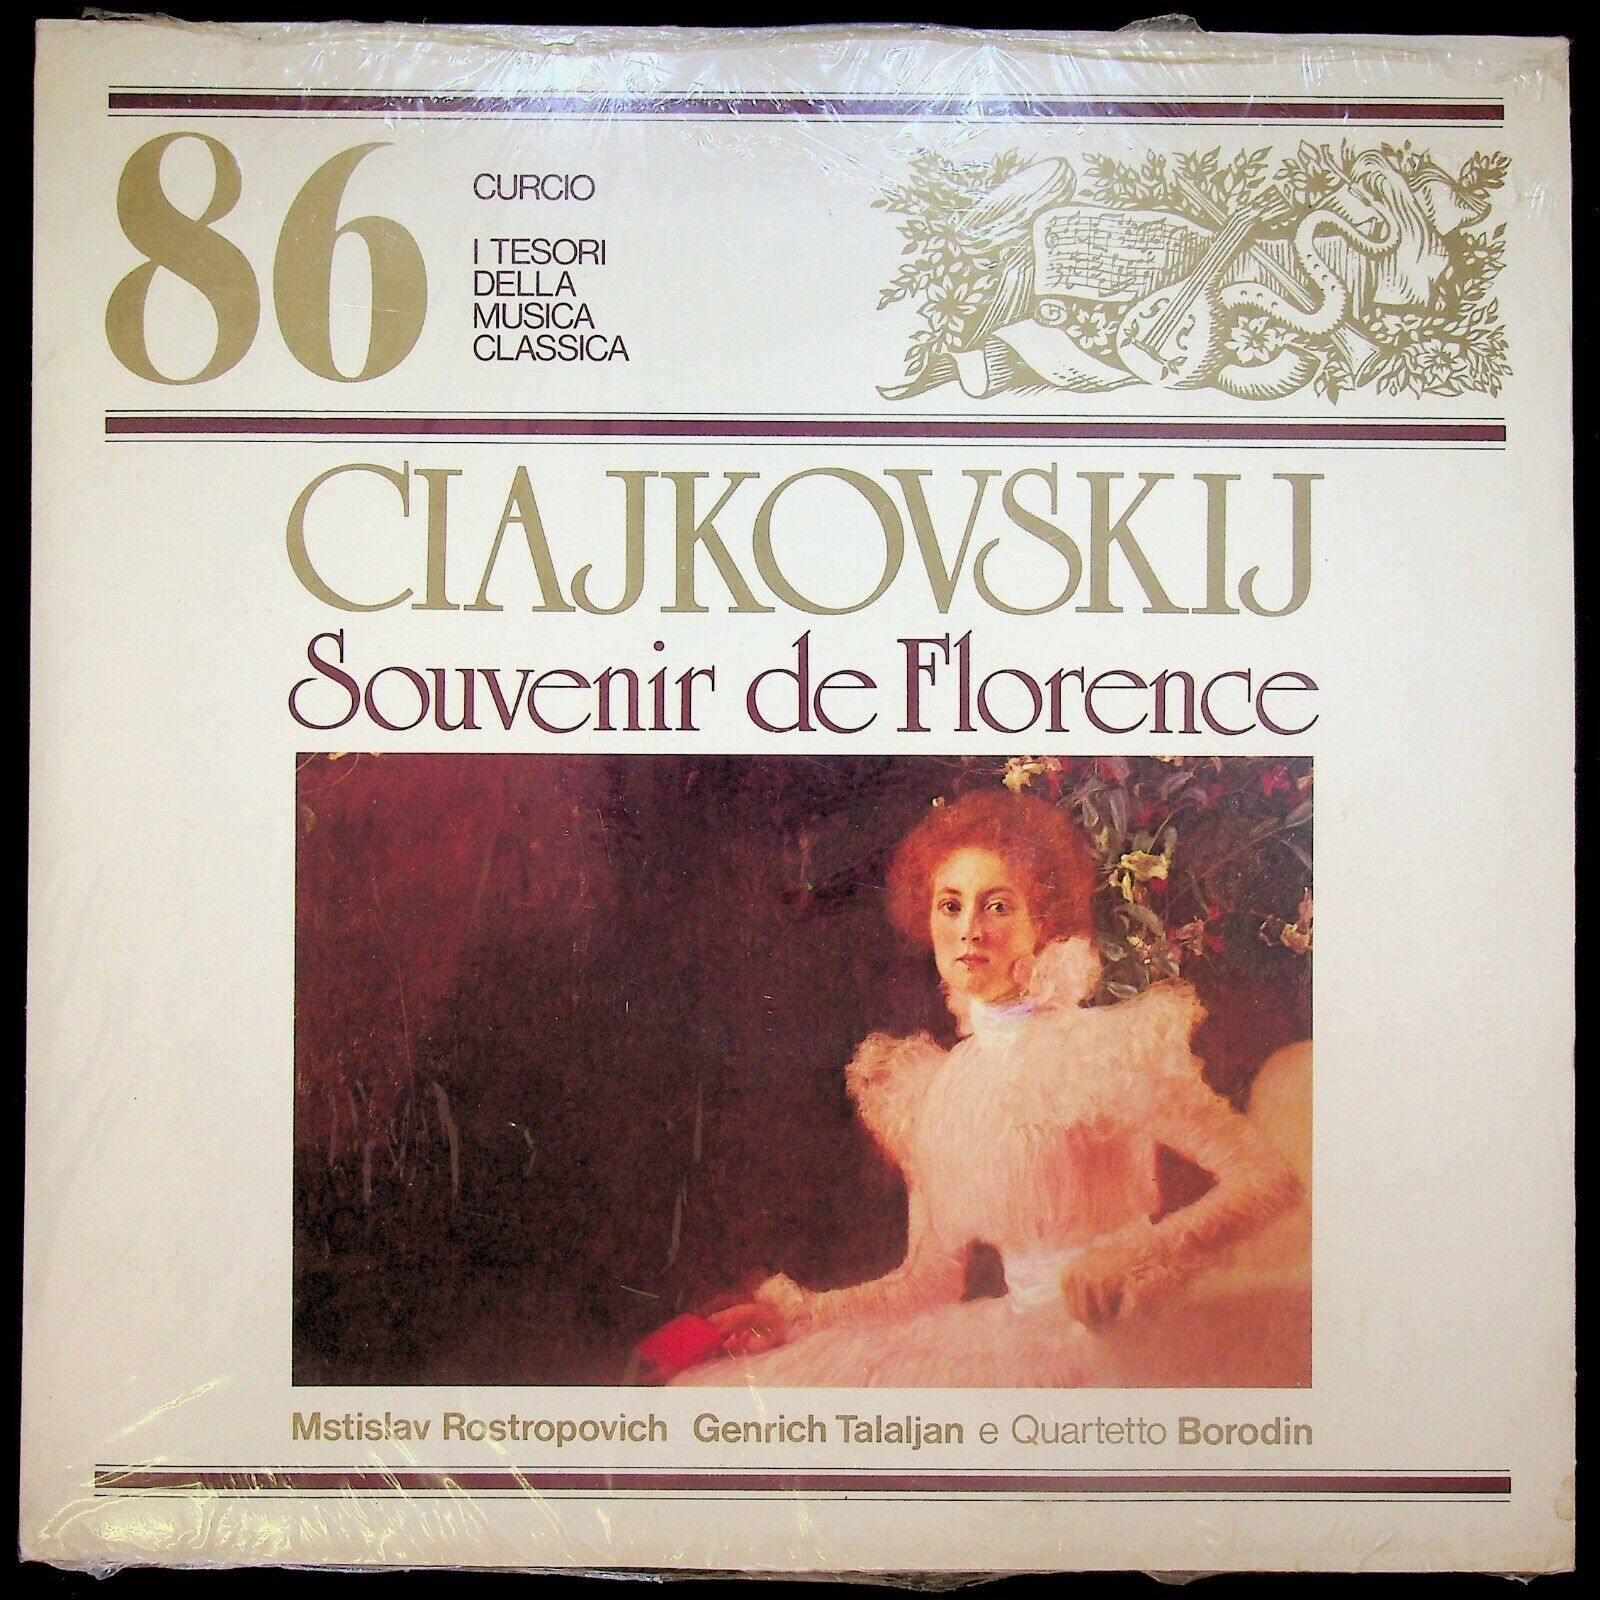 86
CURCIO
I TESORI
DELLA
MUSICA
CLASSICA
CIAJKOVSKIJ
Souvenir de Florence
Mstislav Rostropovich Genrich Talaljan e Quartetto Borodin